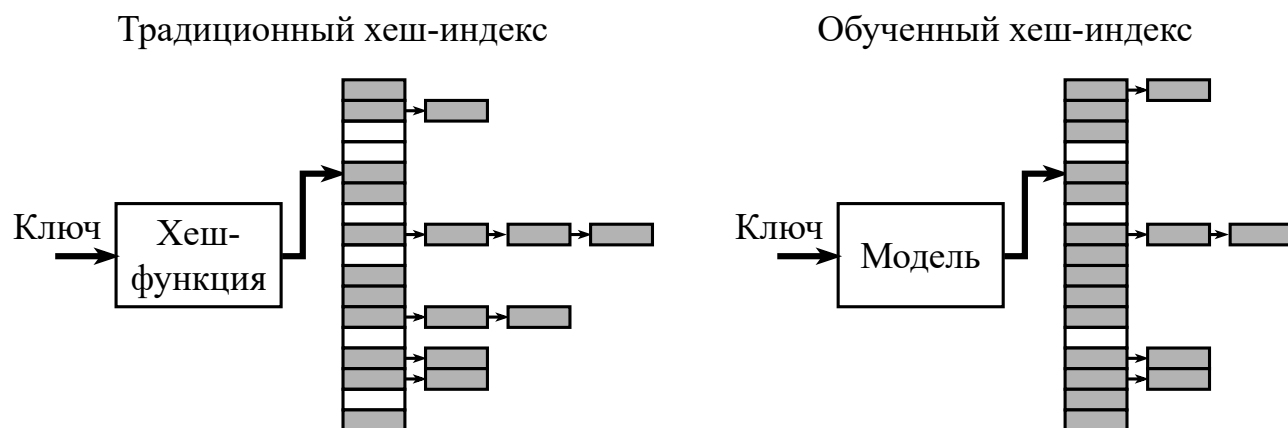 Традиционный хеш-индекс
Обученный хеш-индекс
Ключ
Хеш-
функция
Ключ
Модель